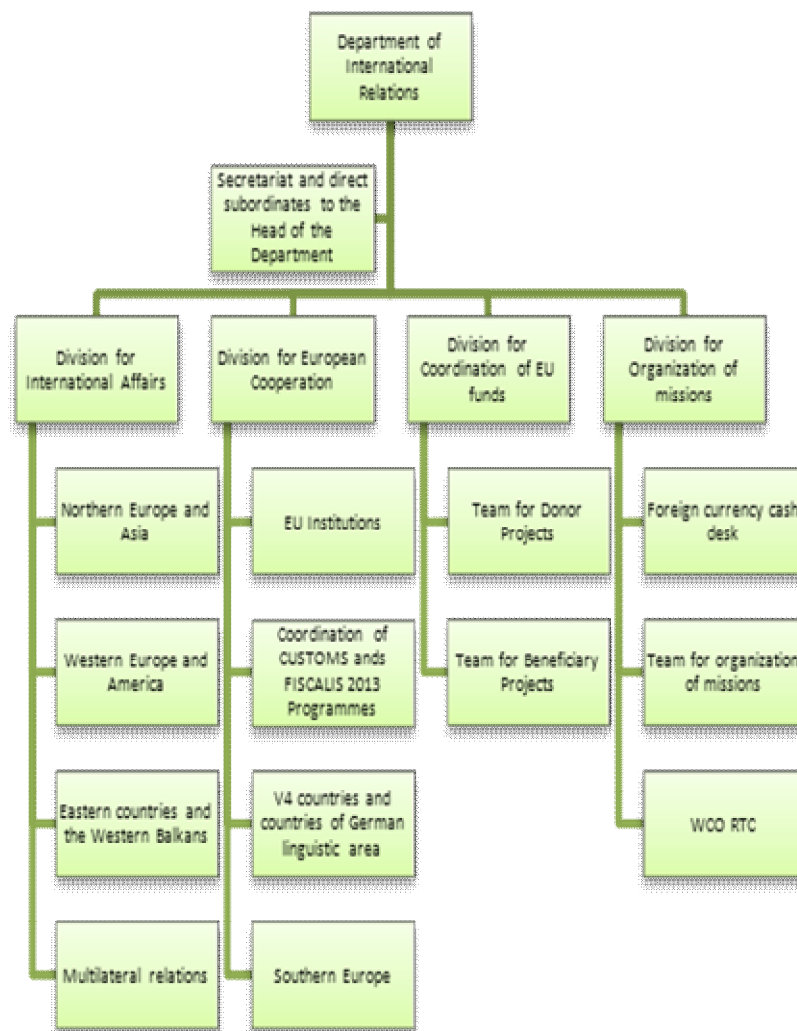 Department of
International
Relations
Secretariat and direct
subordinates to the
Head of the
Department
Division for
International Affairs
Division for European
Cooperation
Division for
Coordination of EU
funds
Division for
Organization of
missions
Northern Europe and
Asia
EU Institutions
Team for Donor
Projects
Foreign currency cash
desk
Western Europe and
America
Coordination of
CUSTOMS ands
FISCALIS 2013
Programmes
Team for Beneficiary
Projects
Team for organization
of missions
Eastern countries and
the Western Balkans
V4 countries and
countries of German
linguistic area
WCO RTC
Multilateral relations
Southern Europe